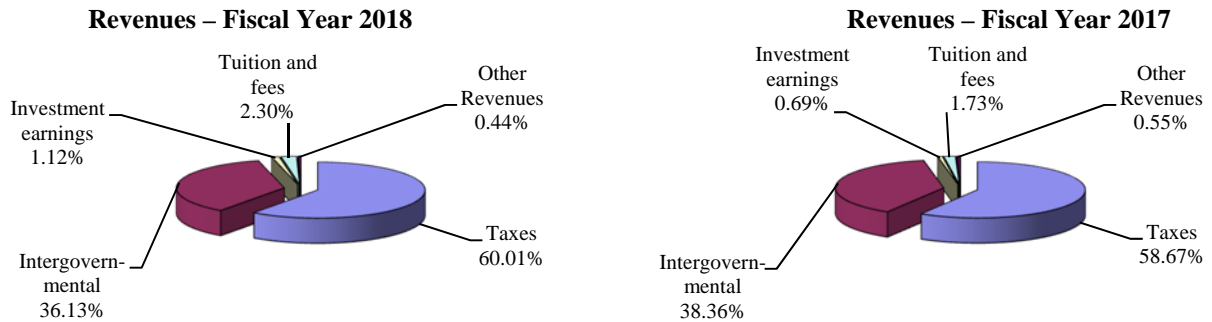 Revenues – Fiscal Year 2018
Tuition and
fees
2.30%
Other
Revenues
0.44%
Investment
earnings
1.12%
Taxes
60.01%
Intergovern-
mental
36.13%
Revenues – Fiscal Year 2017
Investment
earnings
0.69%
Tuition and
fees
1.73%
Other
Revenues
0.55%
Taxes
58.67%
Intergovern-
mental
38.36%